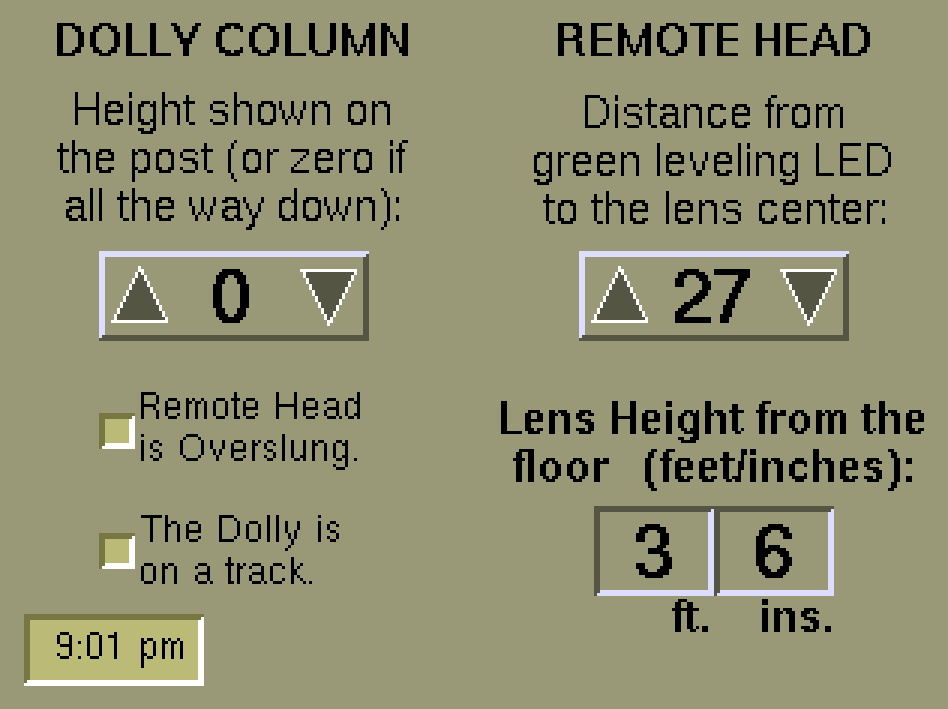 DOLLY COLUMN
Height shown on
the post (or zero if
all the way down):
0
Remote Head
is Overslung.
The Dolly is
on a track.
9:01 pm
REMOTE HEAD
Distance from
green leveling LED
to the lens center:
27
Lens Height from the
floor (feet/inches):
3 6
ft. ins.